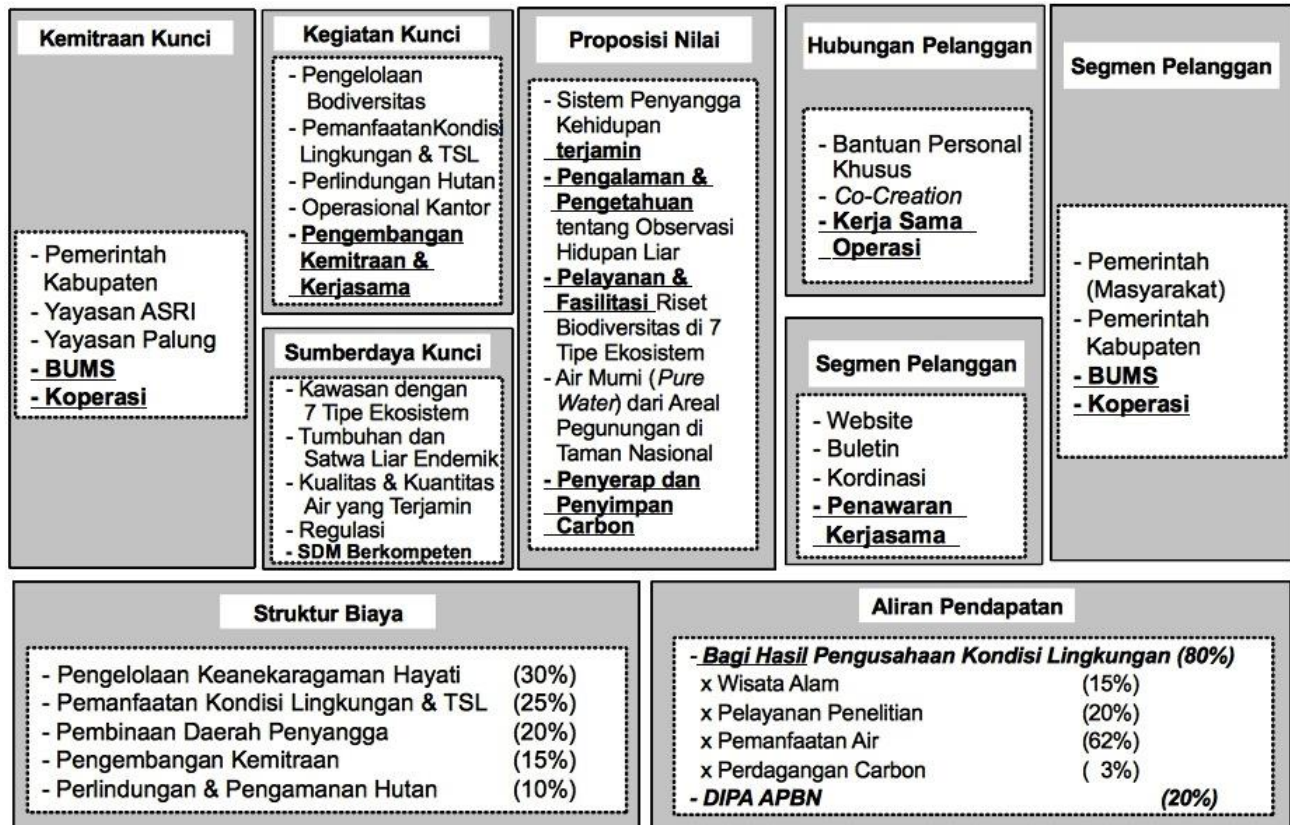 Kemitraan Kunci
- Pemerintah
Kabupaten
- Yayasan ASRI
- Yayasan Palung
- BUMS
- Koperasi
Kegiatan Kunci
- Pengelolaan
Biodiversitas
- PemanfaatanKondisi
Lingkungan & TSL
- Perlindungan Hutan
- Operasional Kantor
- Pengembangan
Kemitraan &
Kerjasama
Sumberdaya Kunci
- Kawasan dengan
7 Tipe Ekosistem
- Tumbuhan dan
Satwa Liar Endemik
- Kualitas & Kuantitas
Air yang Terjamin
- Regulasi
- SDM Berkompeten
Proposisi Nilai
- Sistem Penyangga
Kehidupan
terjamin
- Pengalaman &
Pengetahuan
tentang Observasi
Hidupan Liar
- Pelayanan &
Fasilitasi Riset
Biodiversitas di 7
Tipe Ekosistem
- Air Murni (Pure
Water) dari Areal
Pegunungan di
Taman Nasional
- Penyerap dan
Penyimpan
Carbon
Hubungan Pelanggan
- Bantuan Personal
Khusus
- Co-Creation
- Kerja Sama
Operasi
Segmen Pelanggan
- Website
- Buletin
- Kordinasi
- Penawaran
Kerjasama
Segmen Pelanggan
- Pemerintah
(Masyarakat)
- Pemerintah
Kabupaten
- BUMS
- Koperasi
Struktur Biaya
- Pengelolaan Keanekaragaman Hayati (30%)
- Pemanfaatan Kondisi Lingkungan & TSL (25%)
- Pembinaan Daerah Penyangga (20%)
- Pengembangan Kemitraan (15%)
- Perlindungan & Pengamanan Hutan (10%)
Aliran Pendapatan
- Bagi Hasil Pengusahaan Kondisi Lingkungan (80%)
x Wisata Alam (15%)
x Pelayanan Penelitian (20%)
x Pemanfaatan Air (62%)
x Perdagangan Carbon ( 3%)
- DIPA APBN (20%)